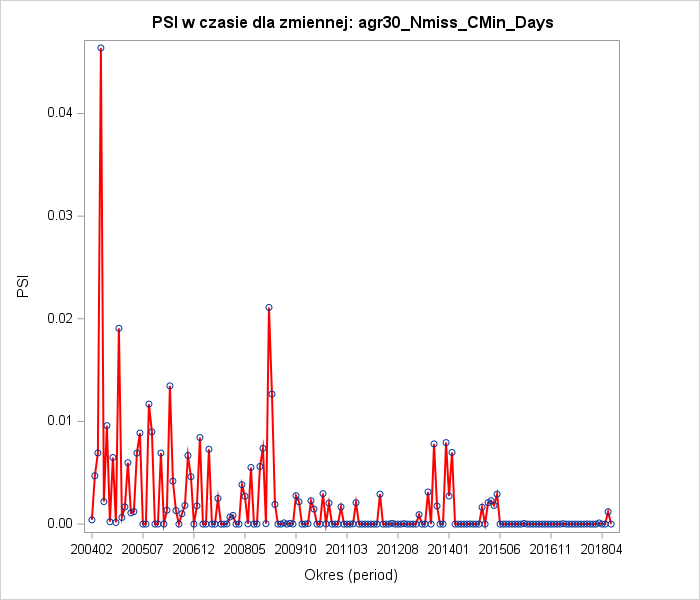 PSI w czasie dla zmiennej: agr30_Nmiss_CMin_Days
0.04
0.03
0.02
0.01
0.00
PSI
200402 200507 200612 200805 200910 201103 201208 201401 201506 201611 201804
Okres (period)